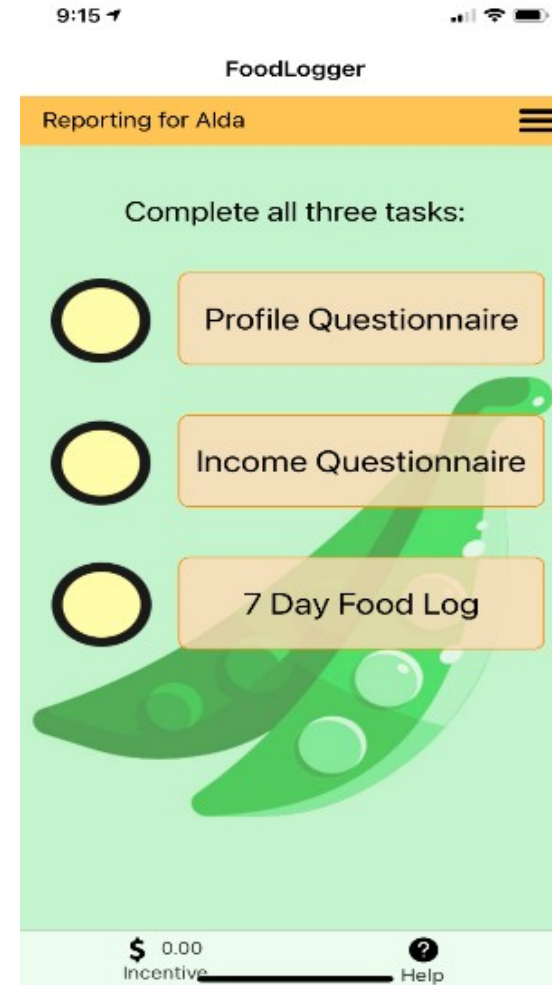 9:15
FoodLogger
Reporting for Alda
Complete all three tasks:
Profile Questionnaire
Income Questionnaire
7 Day Food Log
$ 0.00
Incentive
?
Help